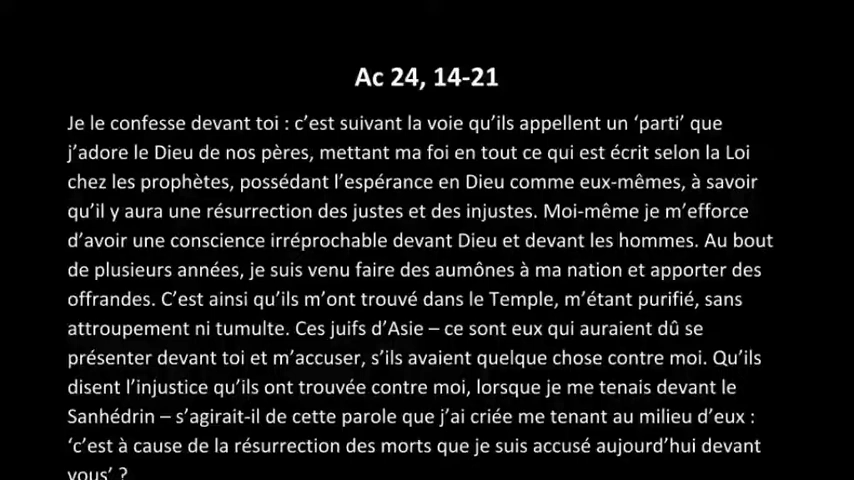 Ac 24, 14-21
Je le confesse devant toi : c’est suivant la voie qu’ils appellent un ‘parti’ que
j’adore le Dieu de nos pères, mettant ma foi en tout ce qui est écrit selon la Loi
chez les prophètes, possédant l’espérance en Dieu comme eux-mêmes, à savoir
qu’il y aura une résurrection des justes et des injustes. Moi-même je m’efforce
d’avoir une conscience irréprochable devant Dieu et devant les hommes. Au bout
de plusieurs années, je suis venu faire des aumônes à ma nation et apporter des
offrandes. C’est ainsi qu’ils m’ont trouvé dans le Temple, m’étant purifié, sans
attroupement ni tumulte. Ces juifs d’Asie – ce sont eux qui auraient dû se
présenter devant toi et m’accuser, s’ils avaient quelque chose contre moi. Qu’ils
disent l’injustice qu’ils ont trouvée contre moi, lorsque je me tenais devant le
Sanhédrin – s’agirait-il de cette parole que j’ai criée me tenant au milieu d’eux :
‘c’est à cause de la résurrection des morts que je suis accusé aujourd’hui devant
vous’ ?